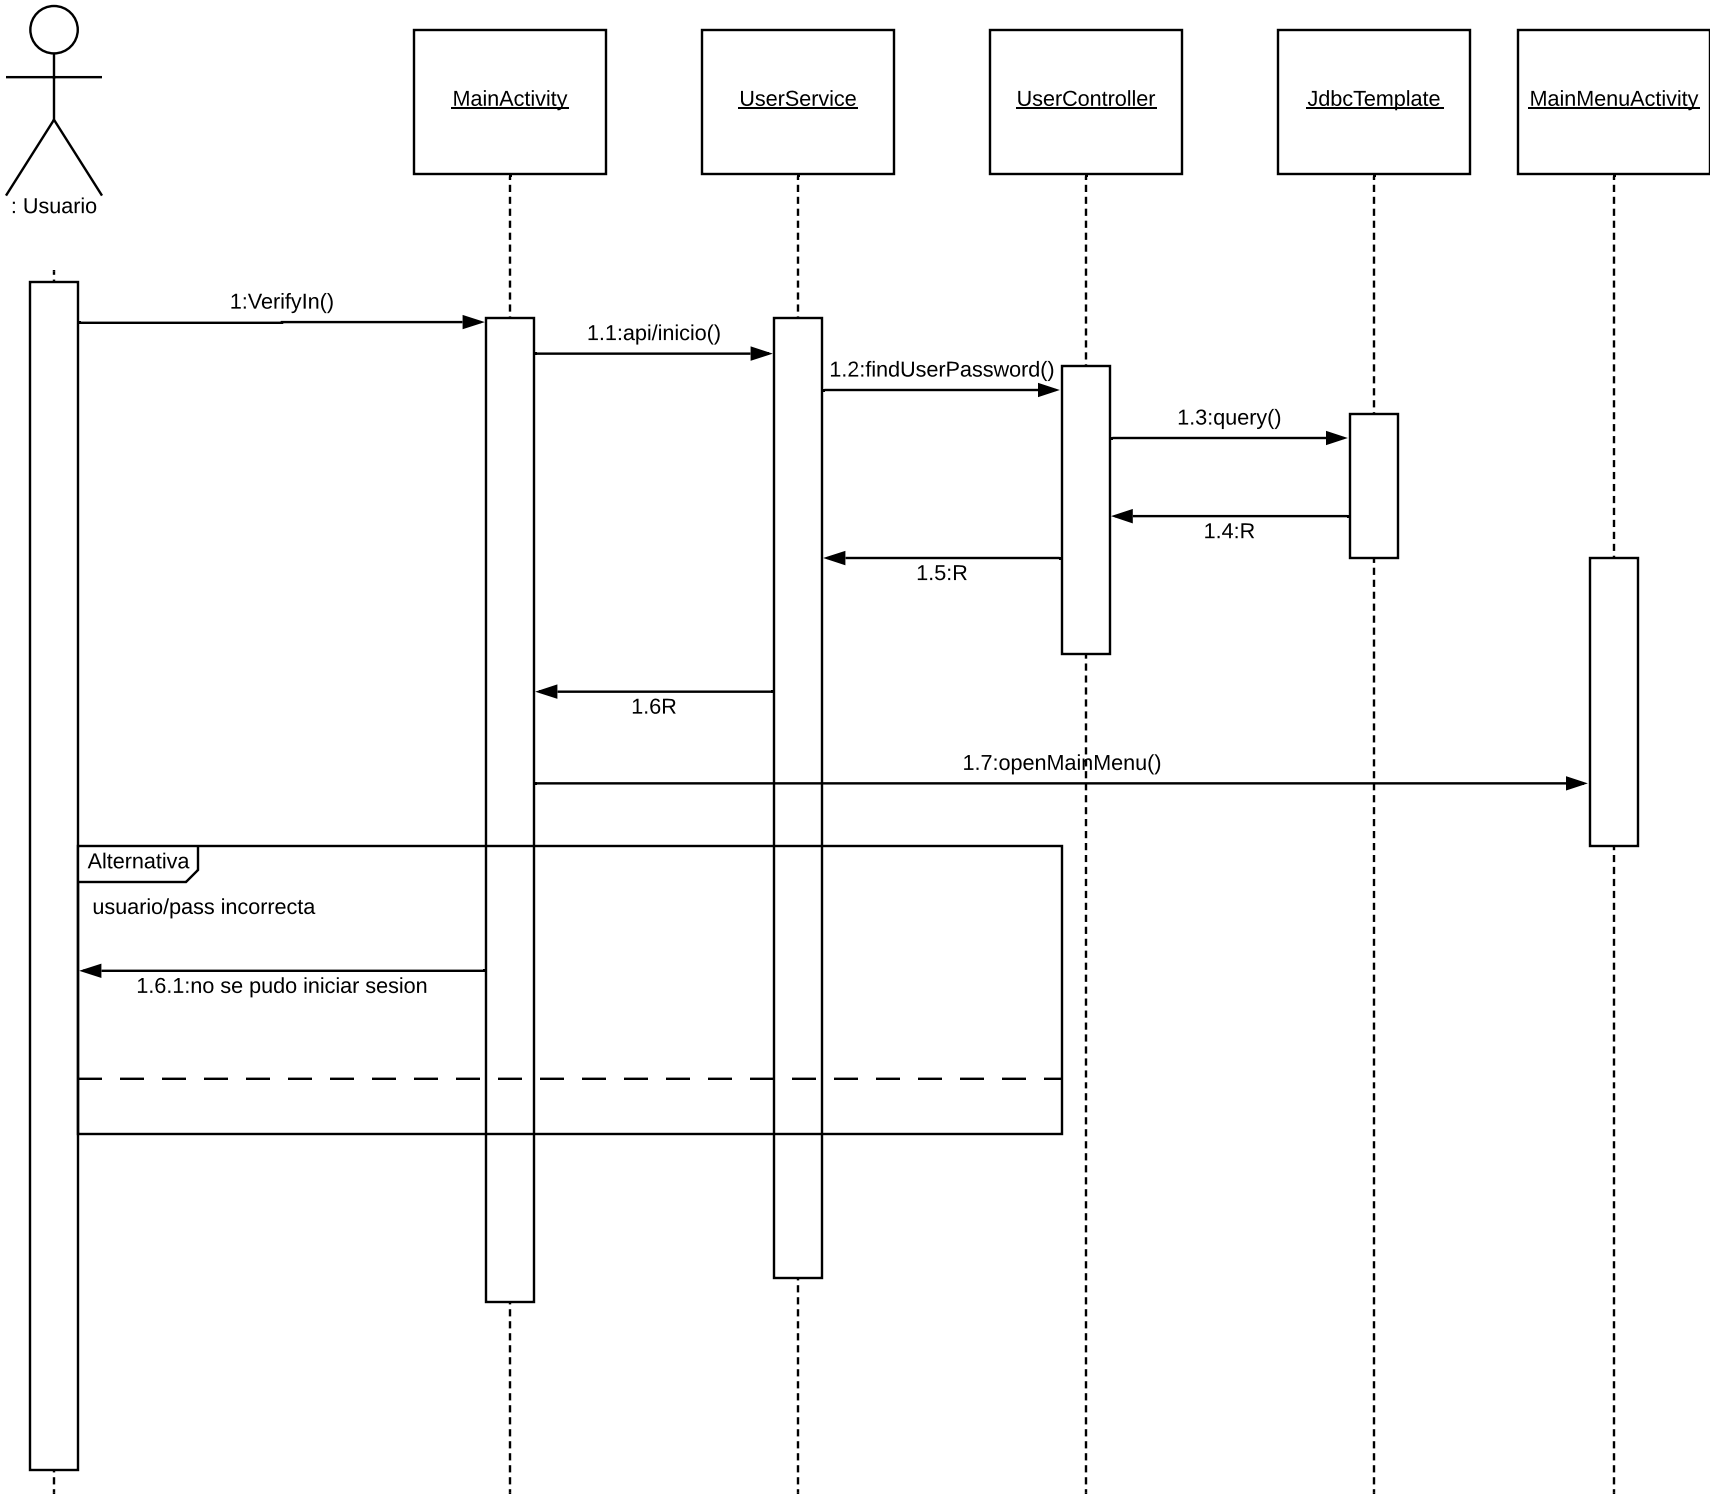 MainActivity
UserService
UserController
JdbcTemplate
MainMenuActivity
: Usuario
1:VerifyIn()
1.1:api/inicio()
1.2:findUserPassword()
1.3:query()
1.4:R
1.5:R
1.6R
1.7:openMainMenu()
Alternativa
usuario/pass incorrecta
1.6.1:no se pudo iniciar sesion